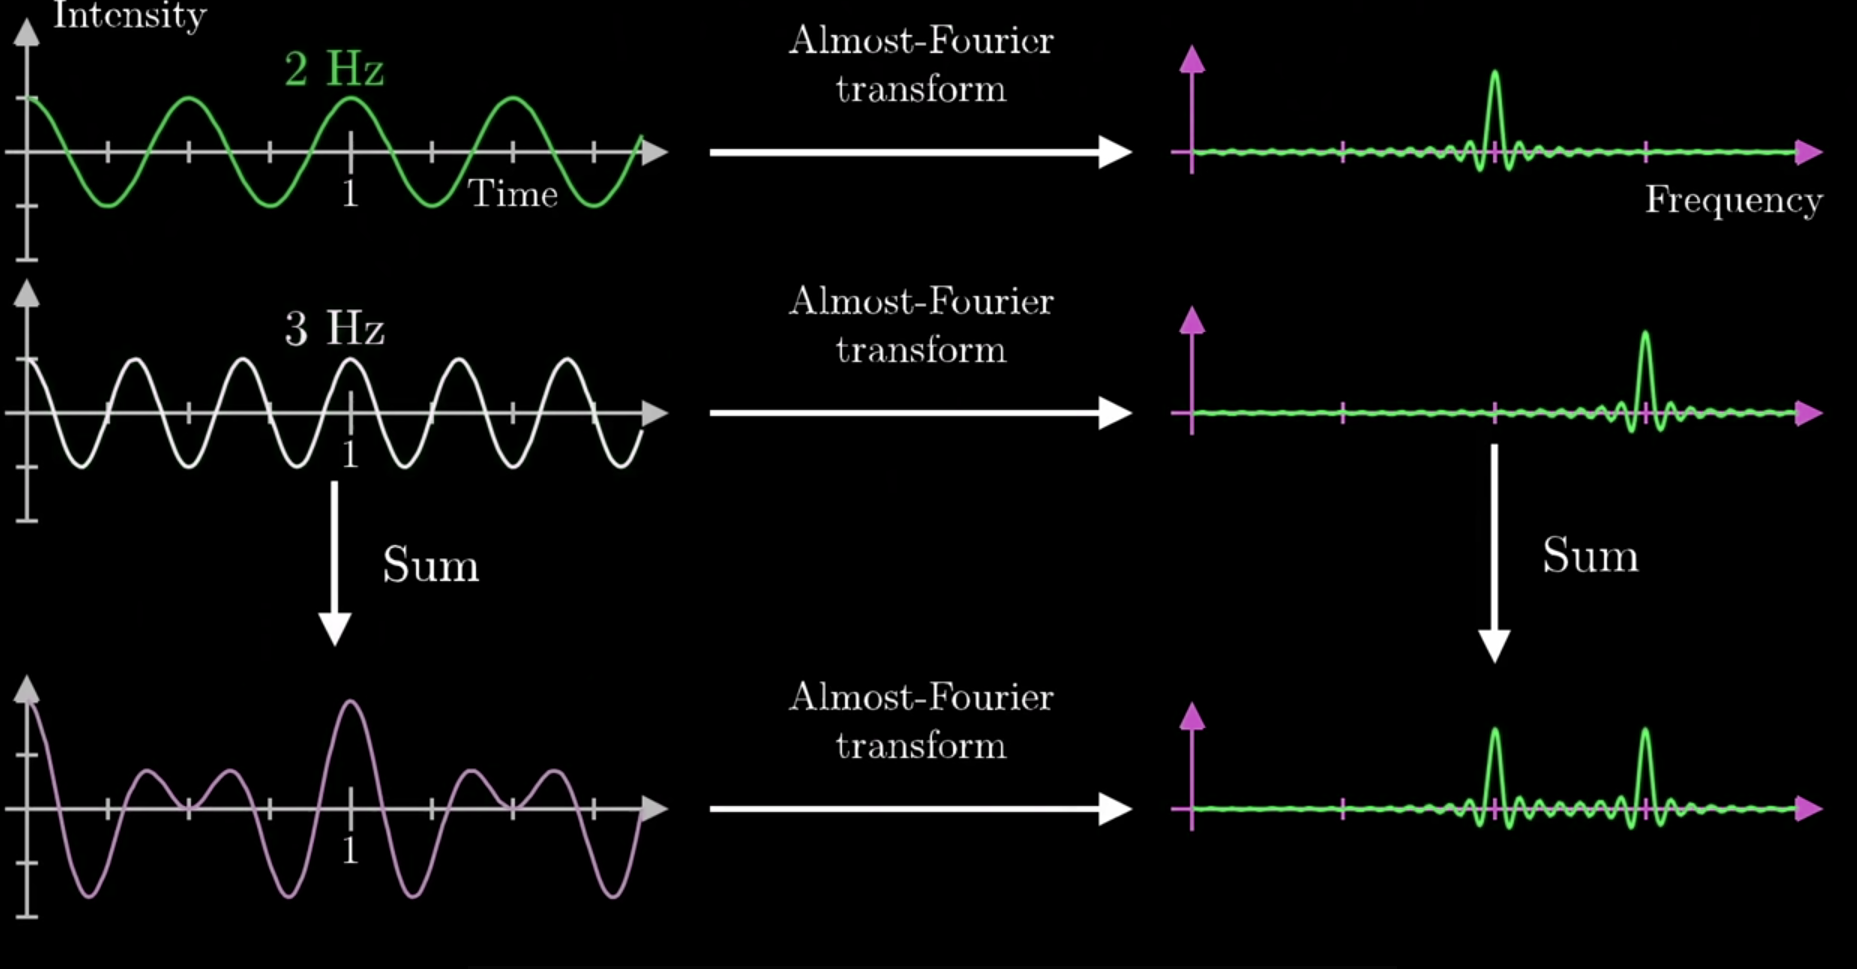 Intensity
2 Hz
Almost-Fourier
transform
1
Time
Frequency
3 Hz
Almost-Fourier
transform
1
Sum
Sum
Almost-Fourier
transform
1